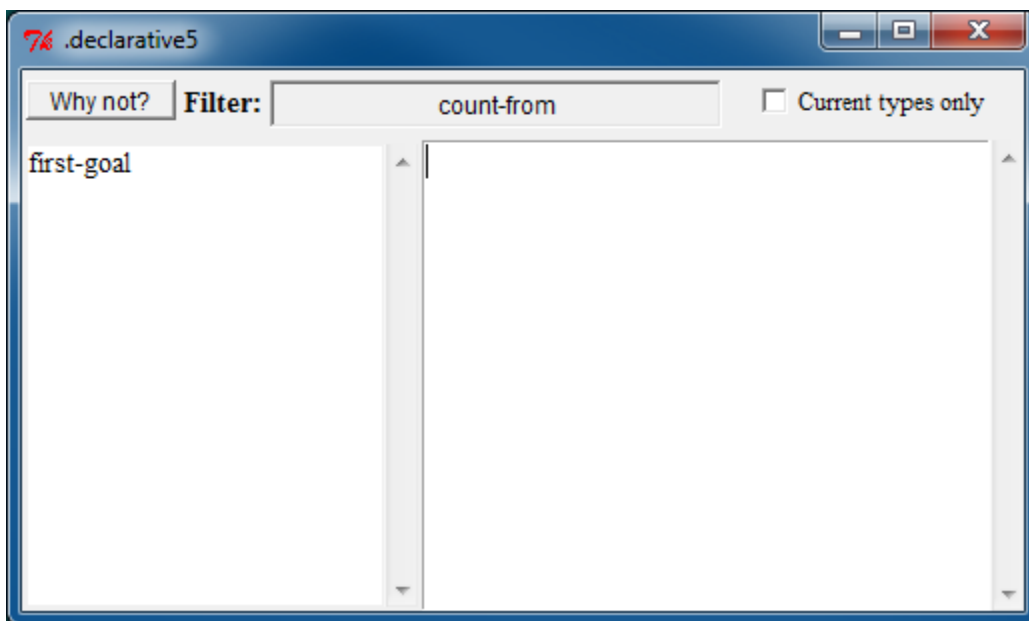 .declarative5
Why not? Filter: count-from Current types only
first-goal